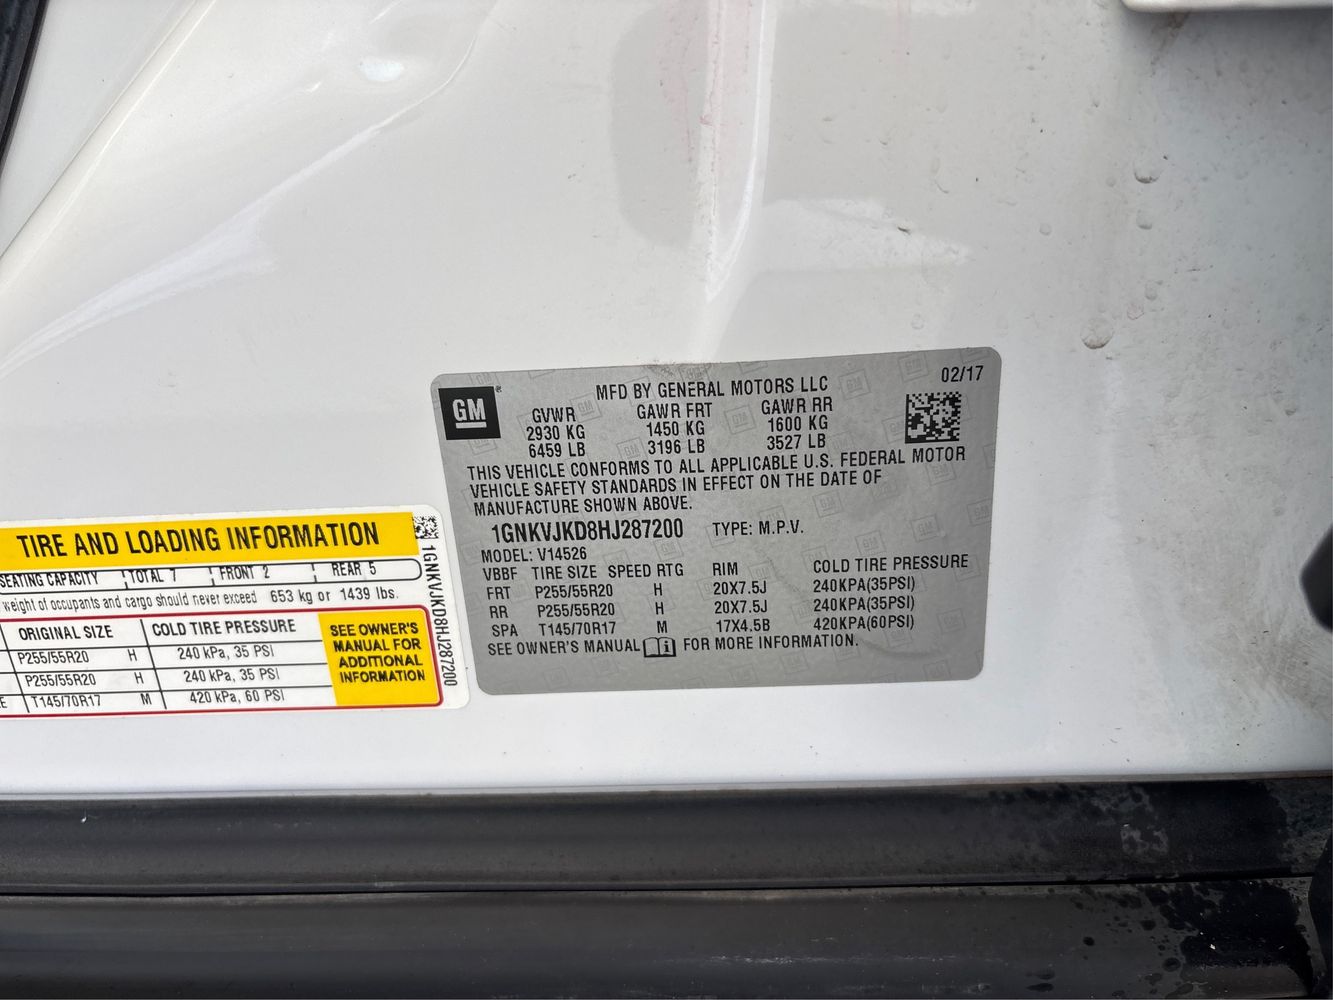 GM
MFD BY GENERAL MOTORS LLC 02/17
GVWR GAWR FRT GAWR RR
2930 KG 1450 KG 1600 KG
6459 LB 3196 LB 3527 LB
THIS VEHICLE CONFORMS TO ALL APPLICABLE U.S. FEDERAL MOTOR
VEHICLE SAFETY STANDARDS IN EFFECT ON THE DATE OF
MANUFACTURE SHOWN ABOVE.
1GNKVJKD8HJ287200 TYPE: M.P.V.
MODEL: V14526
VBBF TIRE SIZE SPEED RTG RIM COLD TIRE PRESSURE
FRT P255/55R20 H 20X7.5J 240KPA(35PSI)
RR P255/55R20 H 20X7.5J 240KPA(35PSI)
SPA T145/70R17 M 17X4.5B 420KPA(60PSI)
SEE OWNER'S MANUAL FOR MORE INFORMATION.
TIRE AND LOADING INFORMATION
SEATING CAPACITY TOTAL 7 FRONT 2 REAR 5
weight of occupants and cargo should never exceed 653 kg or 1439 lbs.
ORIGINAL SIZE COLD TIRE PRESSURE
P255/55R20 H 240 kPa, 35 PSI
P255/55R20 H 240 kPa, 35 PSI
E T145/70R17 M 420 kPa, 60 PSI
SEE OWNER'S
MANUAL FOR
ADDITIONAL
INFORMATION
1GNKVJKD8HJ287200